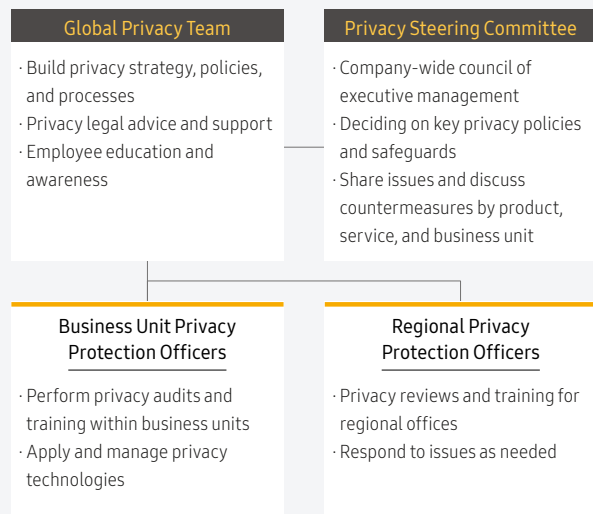 Global Privacy Team
· Build privacy strategy, policies,
and processes
· Privacy legal advice and support
· Employee education and
awareness
Privacy Steering Committee
· Company-wide council of
executive management
· Deciding on key privacy policies
and safeguards
· Share issues and discuss
countermeasures by product,
service, and business unit
Business Unit Privacy
Protection Officers
· Perform privacy audits and
training within business units
· Apply and manage privacy
technologies
Regional Privacy
Protection Officers
· Privacy reviews and training for
regional offices
· Respond to issues as needed